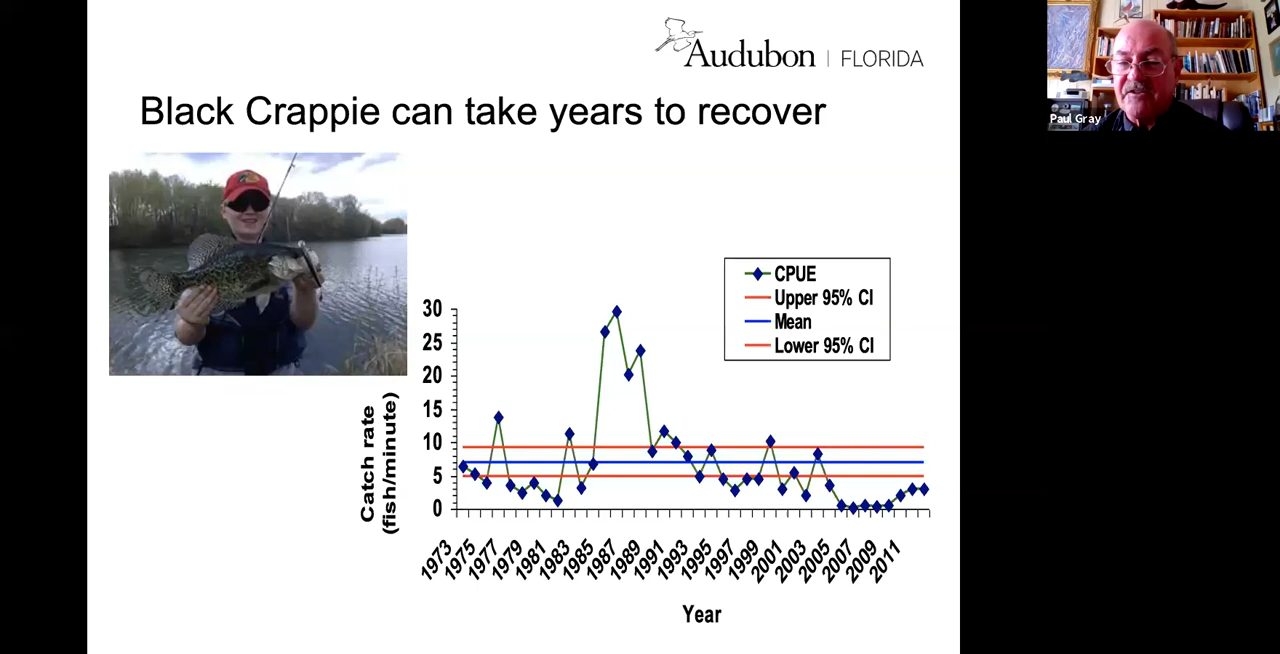 Audubon | FLORIDA
Paul Gray
Black Crappie can take years to recover
CPUE
Upper 95% CI
Mean
Lower 95% CI
Catch rate
(fish/minute)
30
25
20
15
10
5
0
1973
1975
1977
1979
1981
1983
1985
1987
1989
1991
1993
1995
1997
1999
2001
2003
2005
2007
2009
2011
Year